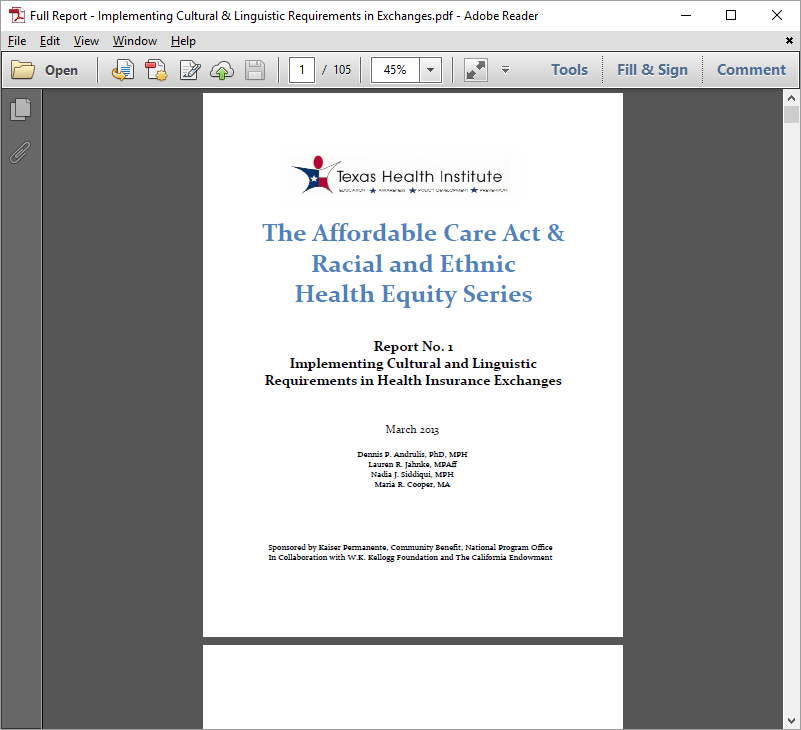 Full Report - Implementing Cultural & Linguistic Requirements in Exchanges.pdf - Adobe Reader
File Edit View Window Help
Open 1 / 105 45% Tools Fill & Sign Comment
Texas Health Institute
EDUCATION ★ AWARENESS ★ POLICY DEVELOPMENT ★ PREVENTION
The Affordable Care Act &
Racial and Ethnic
Health Equity Series
Report No. 1
Implementing Cultural and Linguistic
Requirements in Health Insurance Exchanges
March 2013
Dennis P. Andrulis, PhD, MPH
Lauren R. Jahnke, MPAff
Nadia J. Siddiqui, MPH
Maria R. Cooper, MA
Sponsored by Kaiser Permanente, Community Benefit, National Program Office
In Collaboration with W.K. Kellogg Foundation and The California Endowment